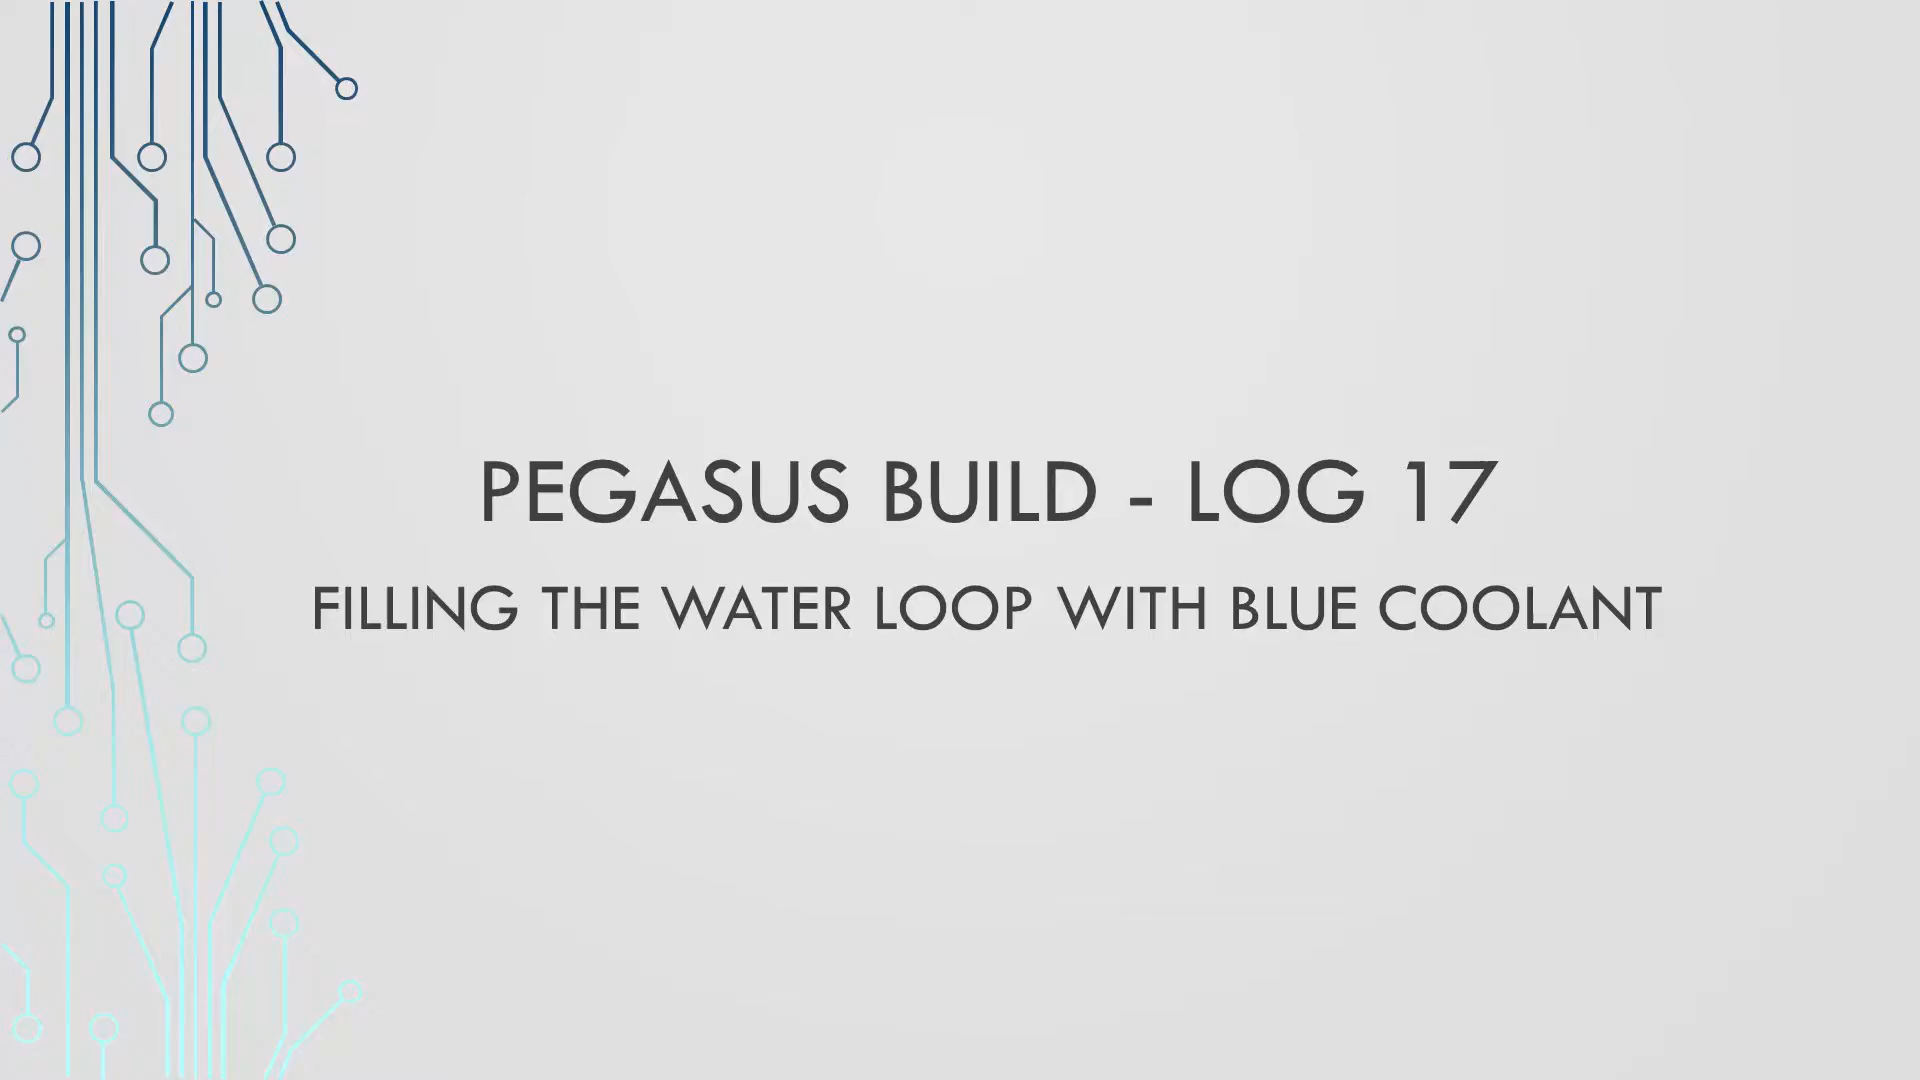 PEGASUS BUILD - LOG 17
FILLING THE WATER LOOP WITH BLUE COOLANT